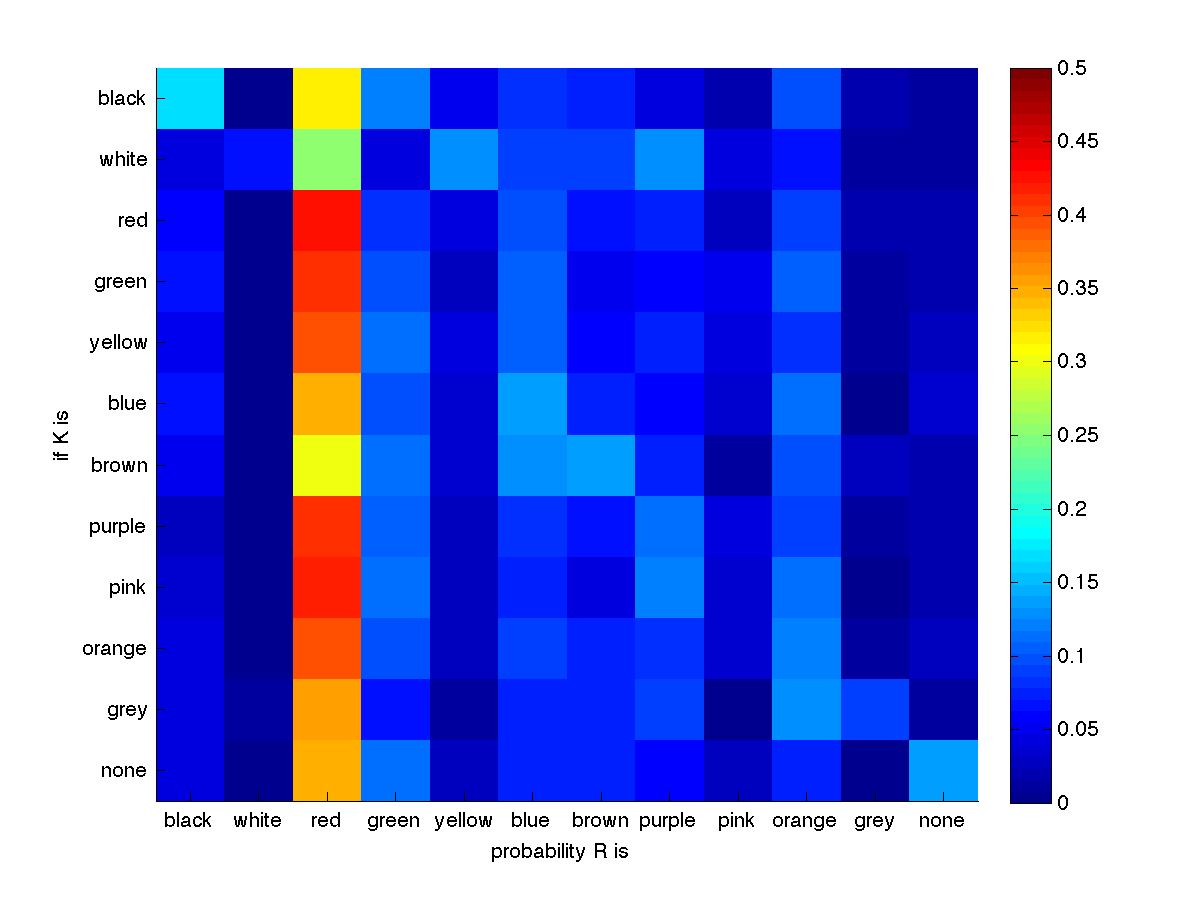 if K is
black
white
red
green
yellow
blue
brown
purple
pink
orange
grey
none
black white red green yellow blue brown purple pink orange grey none
probability R is
0.5
0.45
0.4
0.35
0.3
0.25
0.2
0.15
0.1
0.05
0